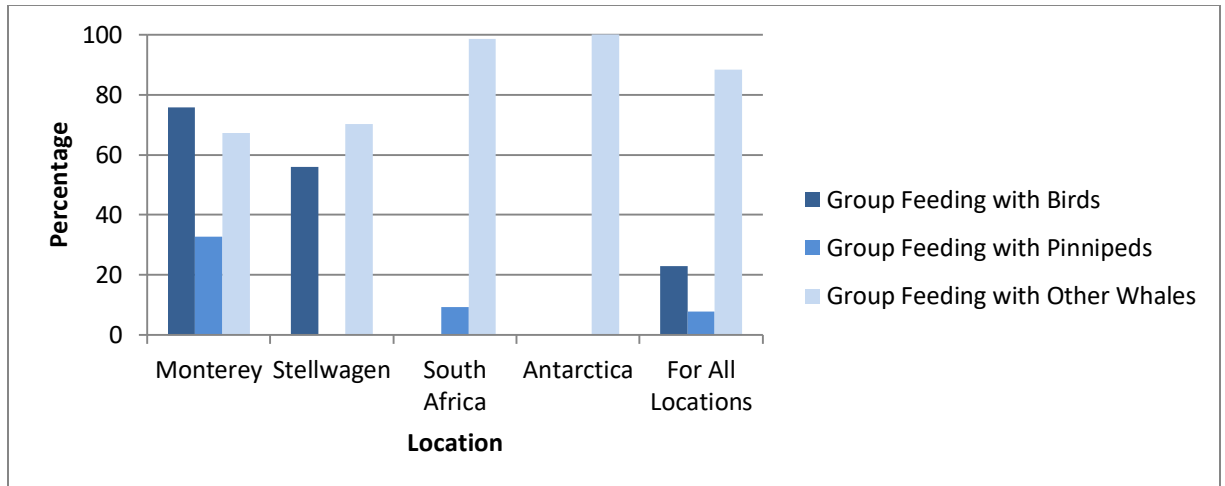 100
80
60
40
20
0
Percentage
Monterey Stellwagen South Antarctica For All
Africa Locations
Location
Group Feeding with Birds
Group Feeding with Pinnipeds
Group Feeding with Other Whales